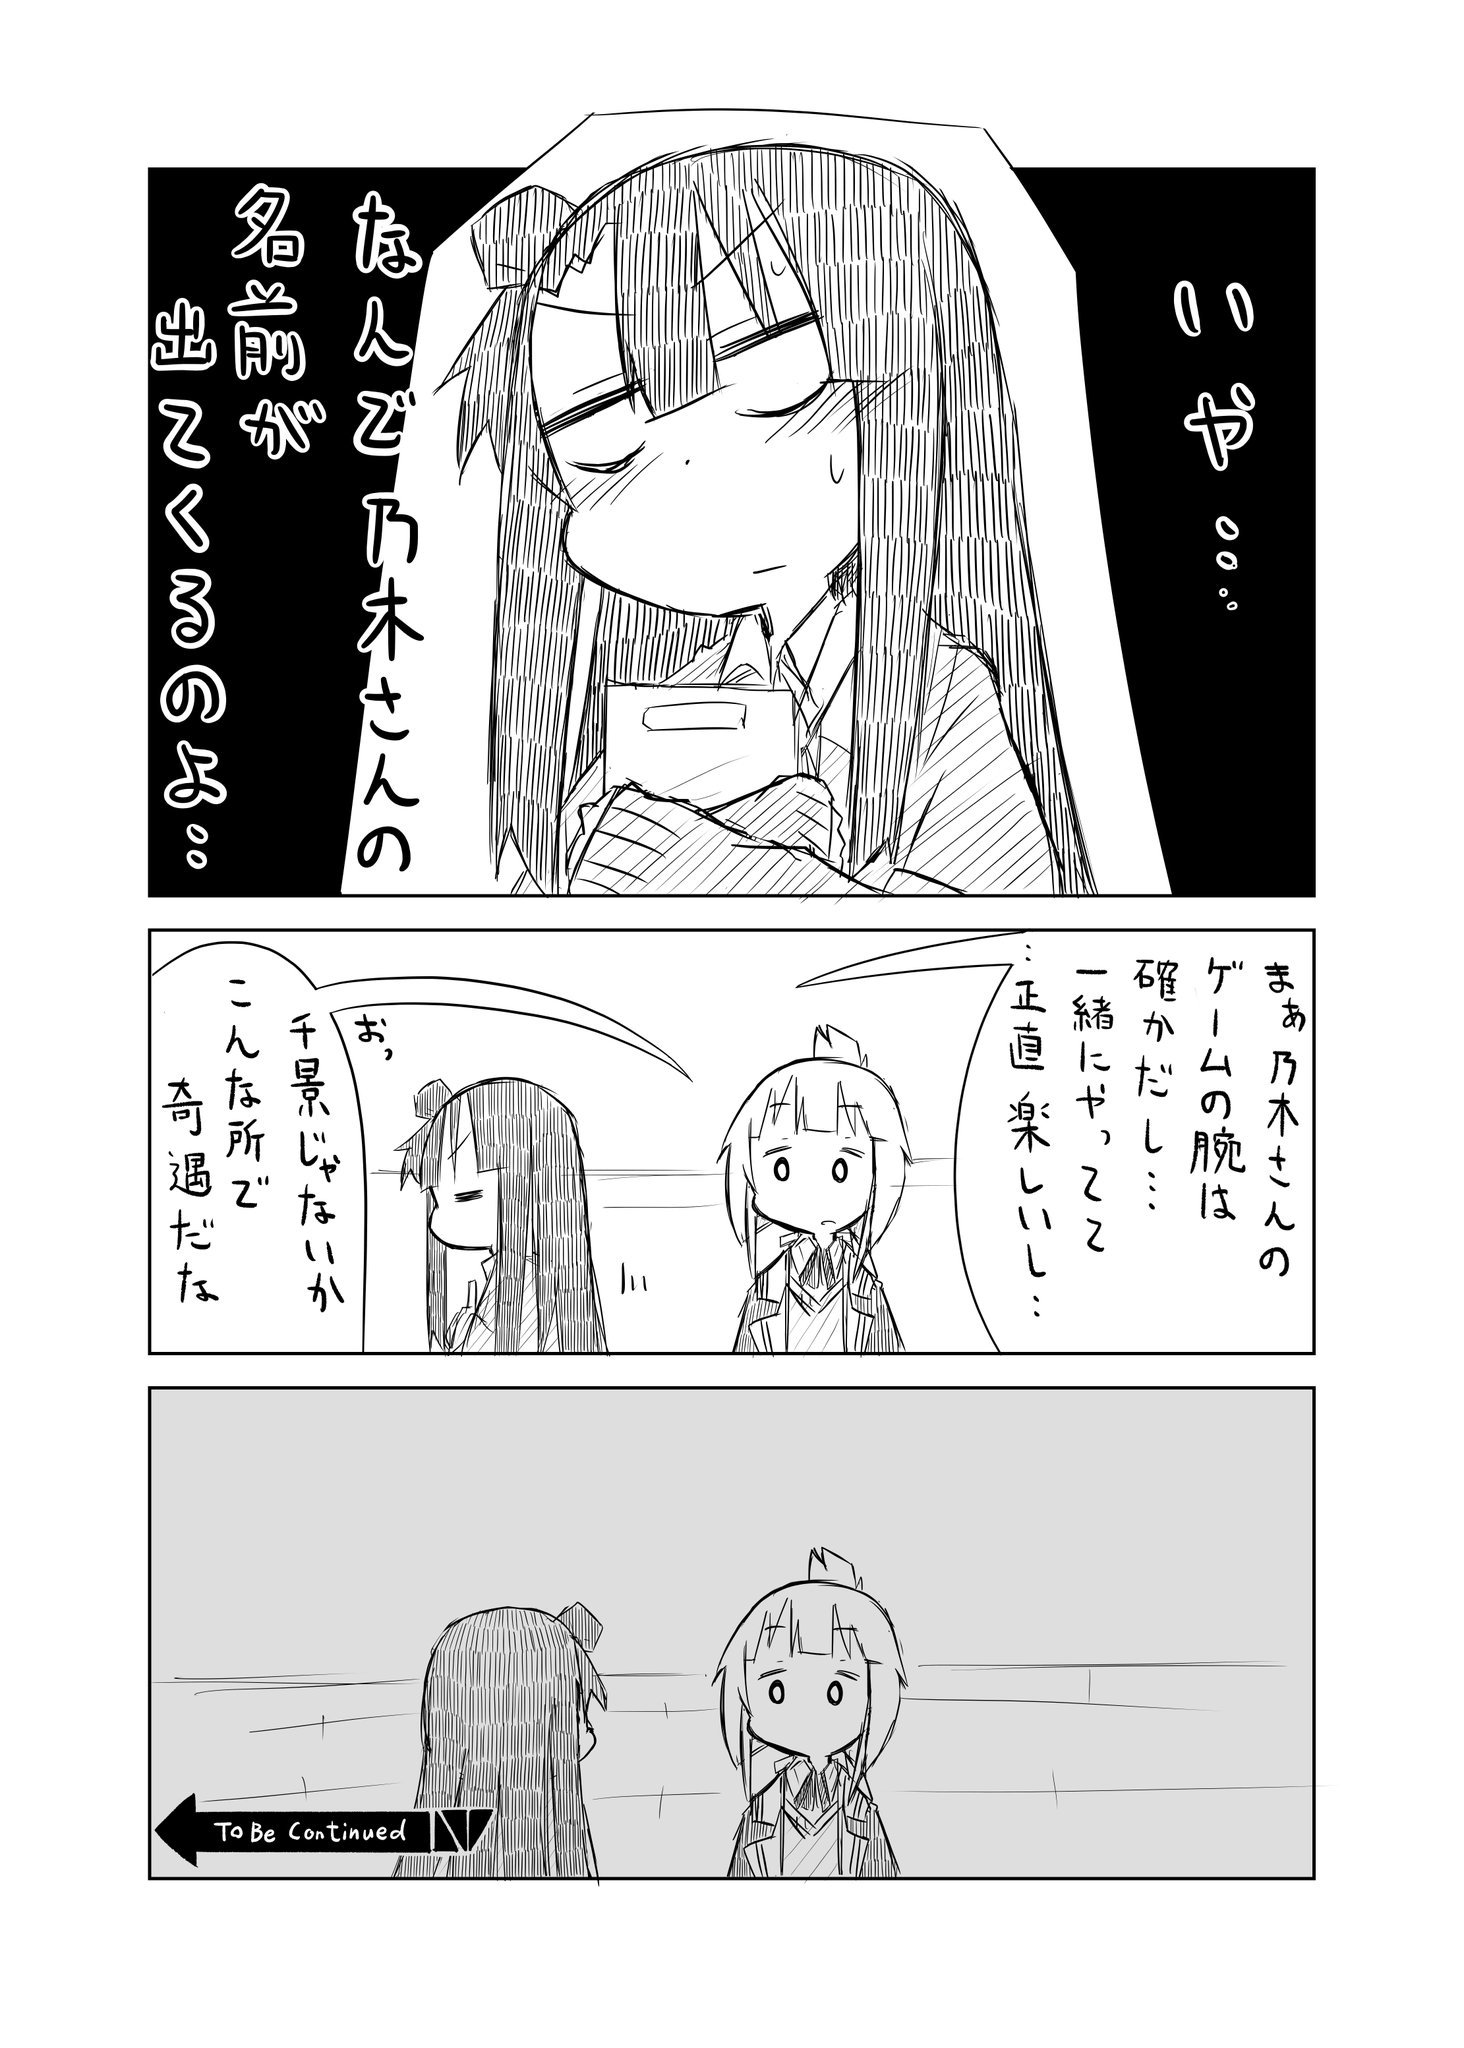 いや…
なんで乃木さんの
名前が
出てくるのよ…
まぁ乃木さんの
ゲームの腕は
確かだし…
一緒にやってて
…正直楽しいし…
おっ
千景じゃないか
こんな所で
奇遇だな
To Be Continued